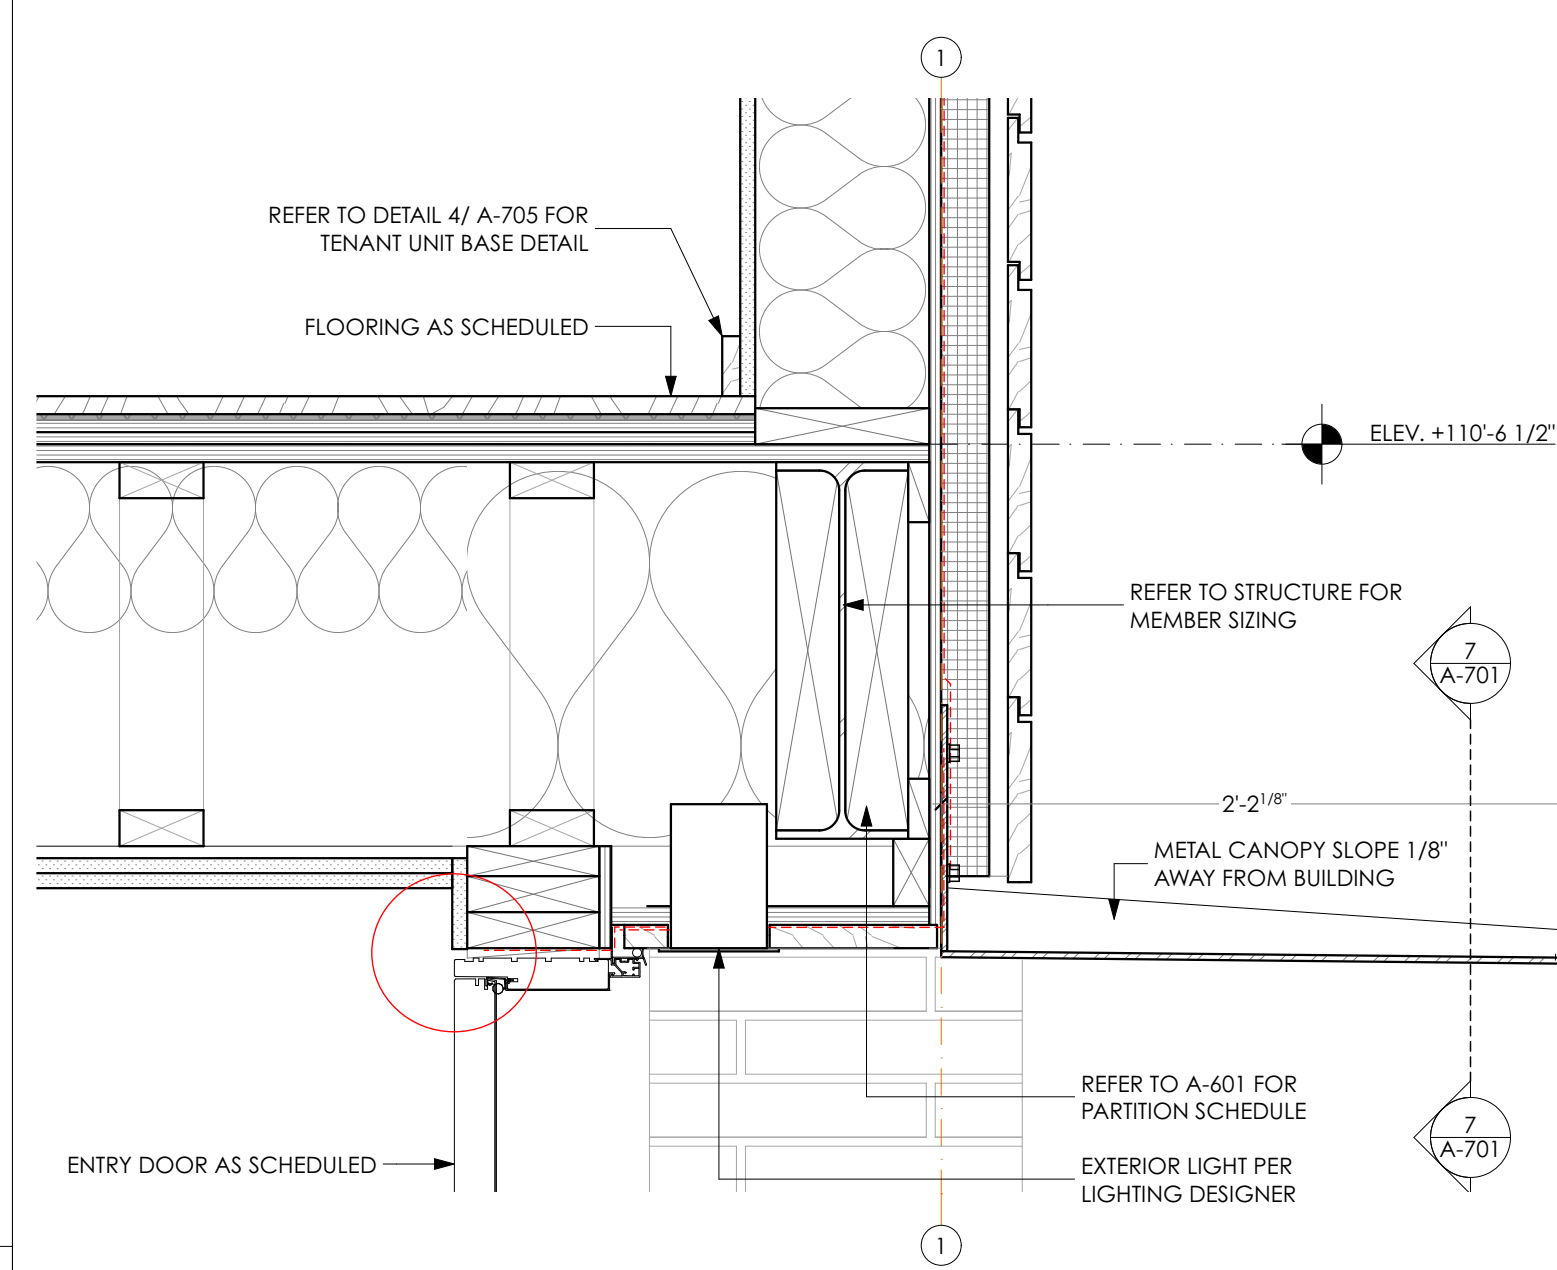 1
REFER TO DETAIL 4/ A-705 FOR
TENANT UNIT BASE DETAIL
FLOORING AS SCHEDULED
ELEV. +110'-6 1/2"
REFER TO STRUCTURE FOR
MEMBER SIZING
7
A-701
2'-2 1/8"
METAL CANOPY SLOPE 1/8"
AWAY FROM BUILDING
REFER TO A-601 FOR
PARTITION SCHEDULE
7
A-701
ENTRY DOOR AS SCHEDULED
EXTERIOR LIGHT PER
LIGHTING DESIGNER
1